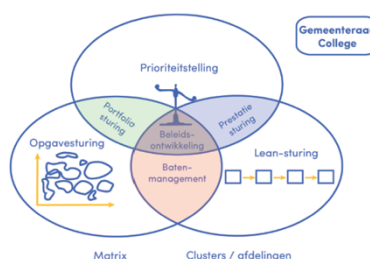 Gemeenteraad
College
Prioriteitstelling
Portfolio
sturing
Prestatie
sturing
Beleids-
ontwikkeling
Opgavesturing
Lean-sturing
Baten-
management
Matrix
Clusters / afdelingen